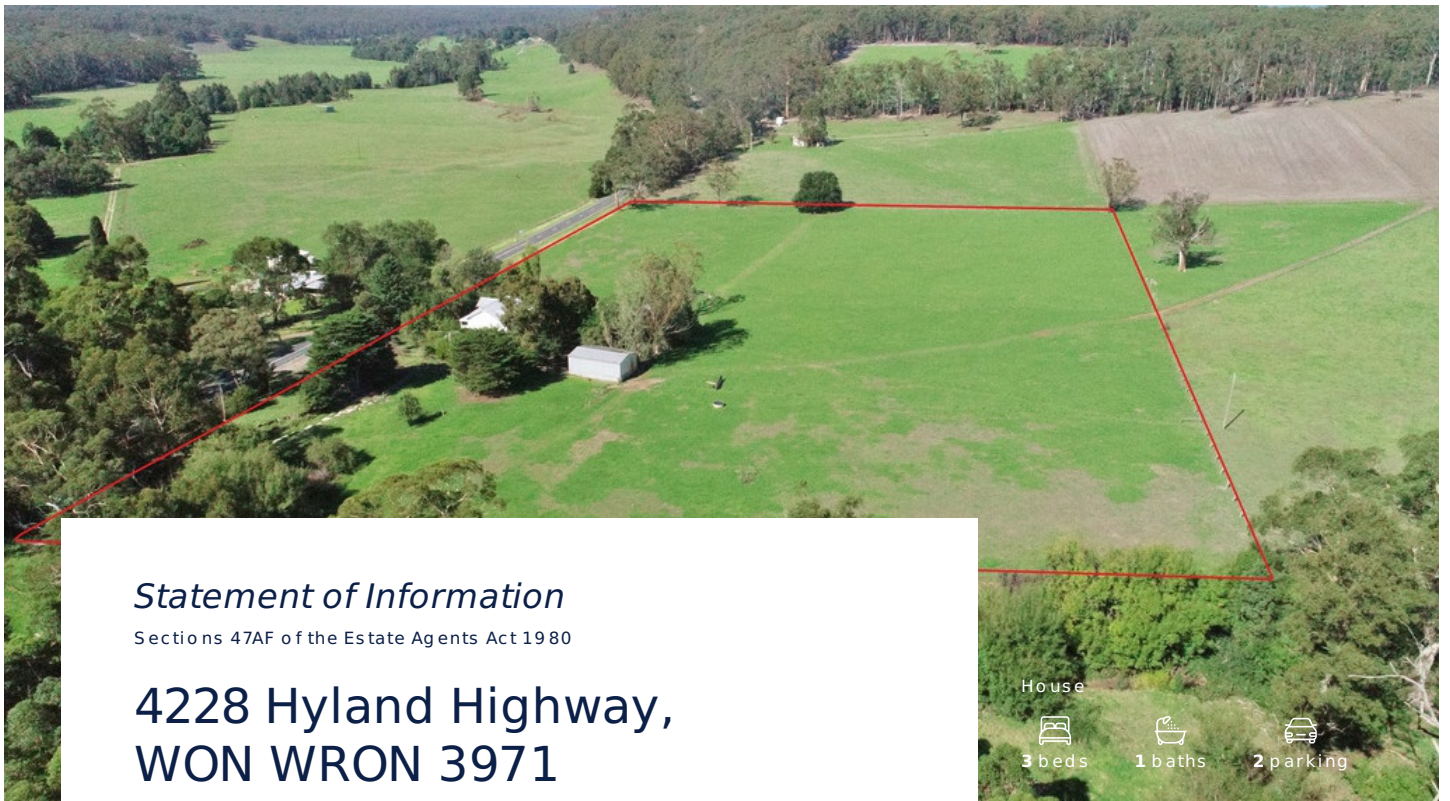 Statement of Information
Sections 47AF of the Estate Agents Act 1980
4228 Hyland Highway,
WON WRON 3971
House
3 beds 1 baths 2 parking